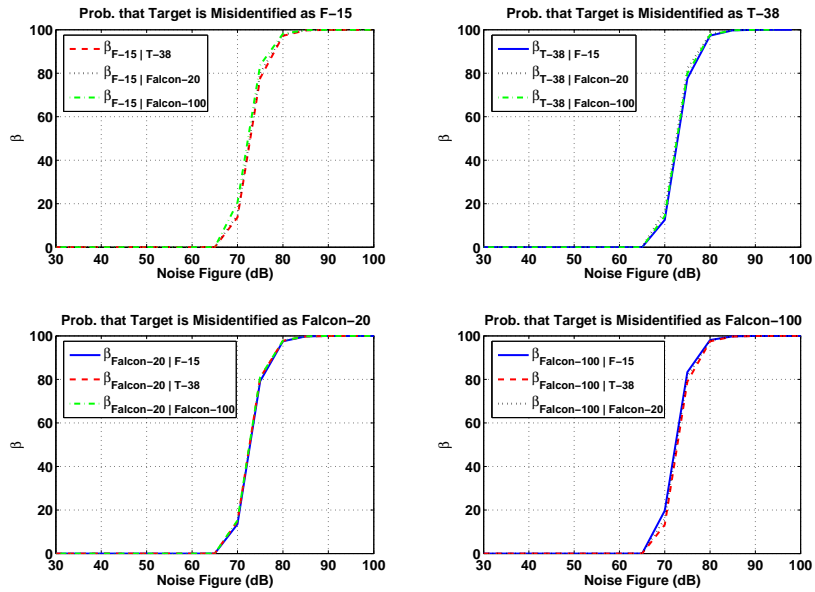 Prob. that Target is Misidentified as F−15
β
100
80
60
40
20
0
30 40 50 60 70 80 90 100
Noise Figure (dB)
βF−15 | T−38
βF−15 | Falcon−20
βF−15 | Falcon−100
Prob. that Target is Misidentified as T−38
β
100
80
60
40
20
0
30 40 50 60 70 80 90 100
Noise Figure (dB)
βT−38 | F−15
βT−38 | Falcon−20
βT−38 | Falcon−100
Prob. that Target is Misidentified as Falcon−20
β
100
80
60
40
20
0
30 40 50 60 70 80 90 100
Noise Figure (dB)
βFalcon−20 | F−15
βFalcon−20 | T−38
βFalcon−20 | Falcon−100
Prob. that Target is Misidentified as Falcon−100
β
100
80
60
40
20
0
30 40 50 60 70 80 90 100
Noise Figure (dB)
βFalcon−100 | F−15
βFalcon−100 | T−38
βFalcon−100 | Falcon−20